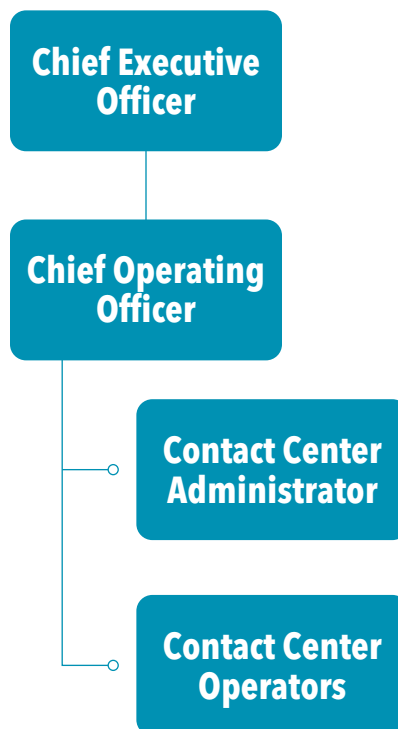 Chief Executive
Officer
Chief Operating
Officer
Contact Center
Administrator
Contact Center
Operators